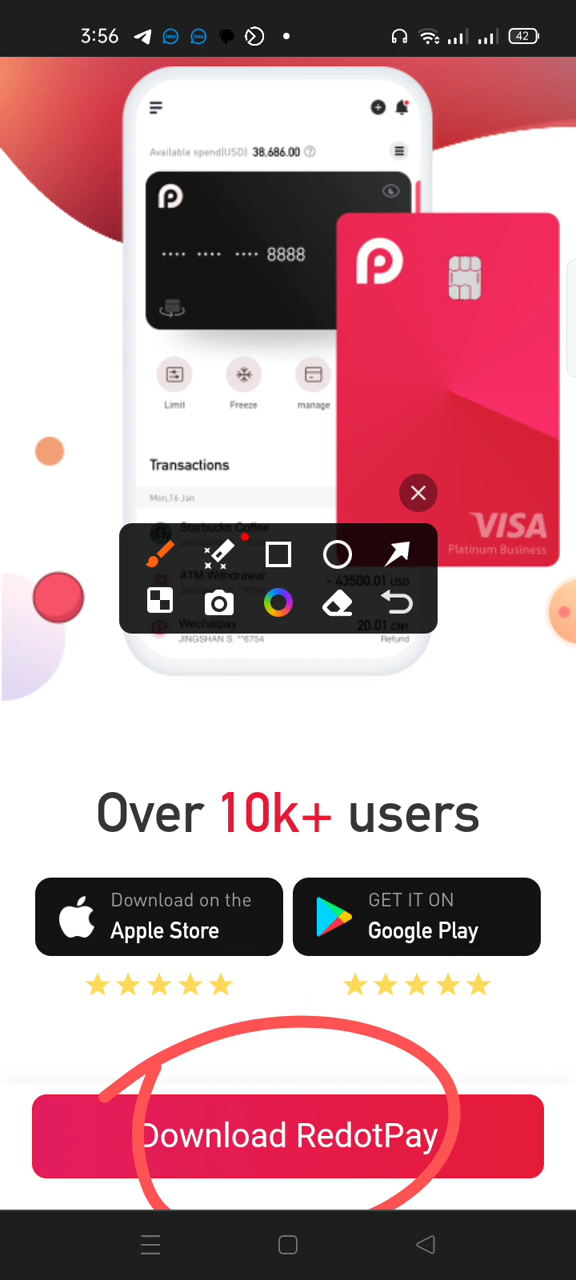 3:56
42
Available spend(USD) 38,686.00
•••• •••• •••• 8888
Limit
Freeze
manage
Transactions
Mon,16 Jan
Starbucks Coffee
ATM Withdrawal
- 43500.01 USD
Wechatpay
20.01 CNY
JINGSHAN S. **6754
Refund
VISA
Platinum Business
Over 10k+ users
Download on the
Apple Store
GET IT ON
Google Play
Download RedotPay